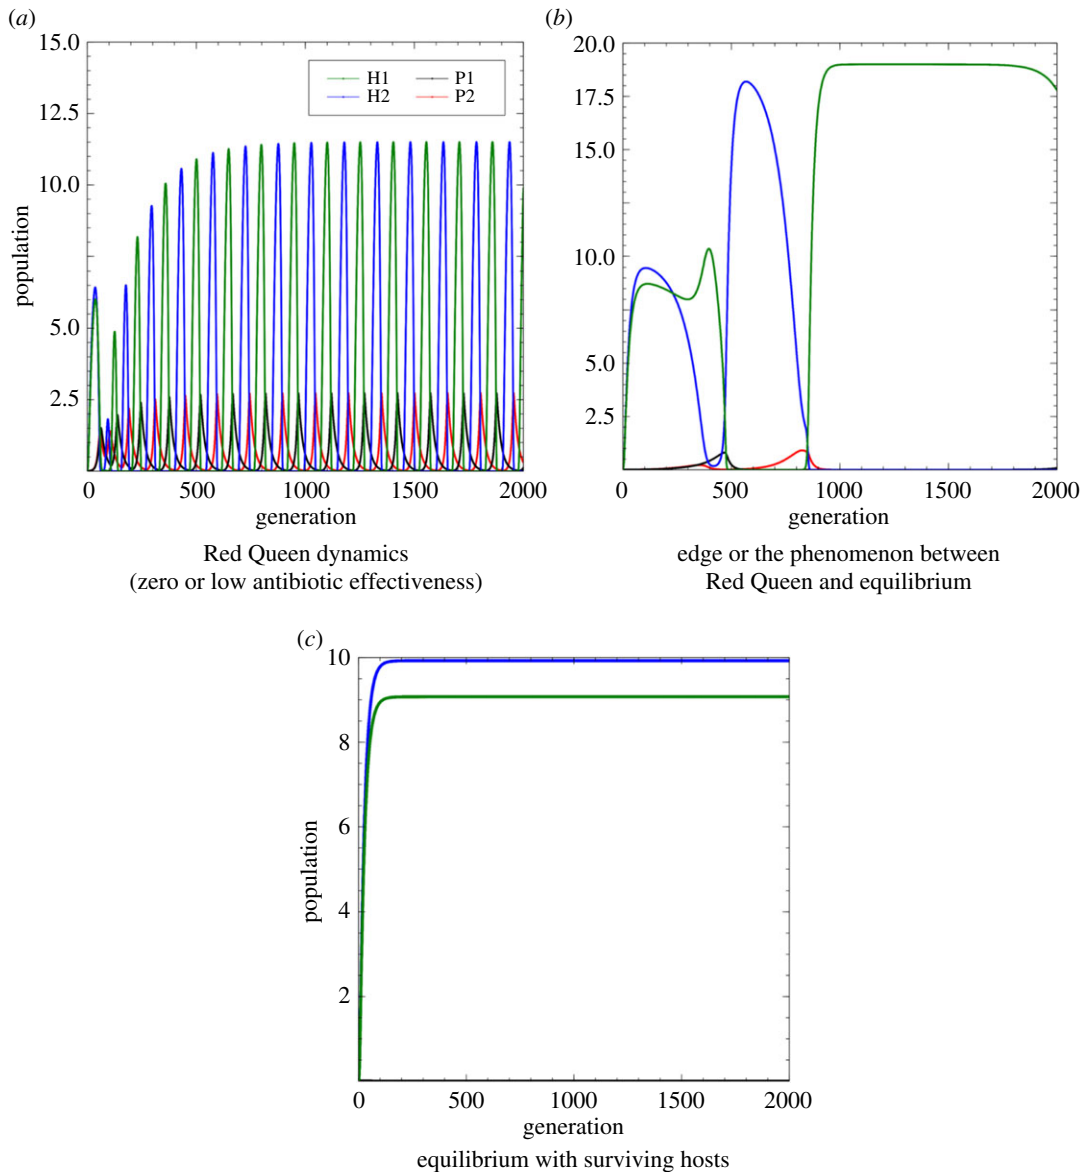 (a)
15.0
12.5
10.0
5.0
2.5
population
H1
P1
H2
P2
0
500
1000
1500
2000
generation
Red Queen dynamics
(zero or low antibiotic effectiveness)
(b)
20.0
17.5
15.0
10.0
5.0
2.5
0
500
1000
1500
2000
generation
edge or the phenomenon between
Red Queen and equilibrium
(c)
10
8
6
4
2
population
0
500
1000
1500
2000
generation
equilibrium with surviving hosts